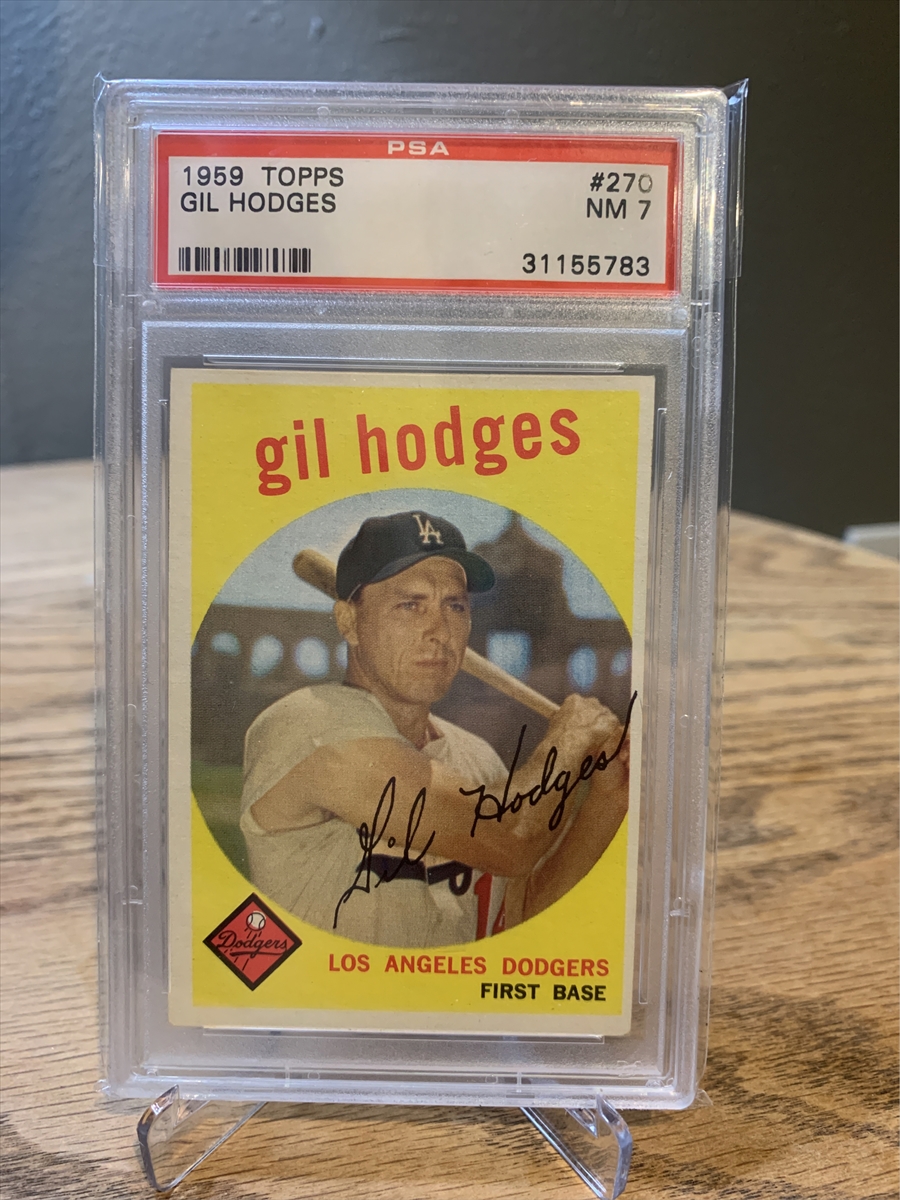 PSA
1959 TOPPS #270
GIL HODGES NM 7
31155783
gil hodges
LA
Gil Hodges
14
Dodgers
LOS ANGELES DODGERS
FIRST BASE